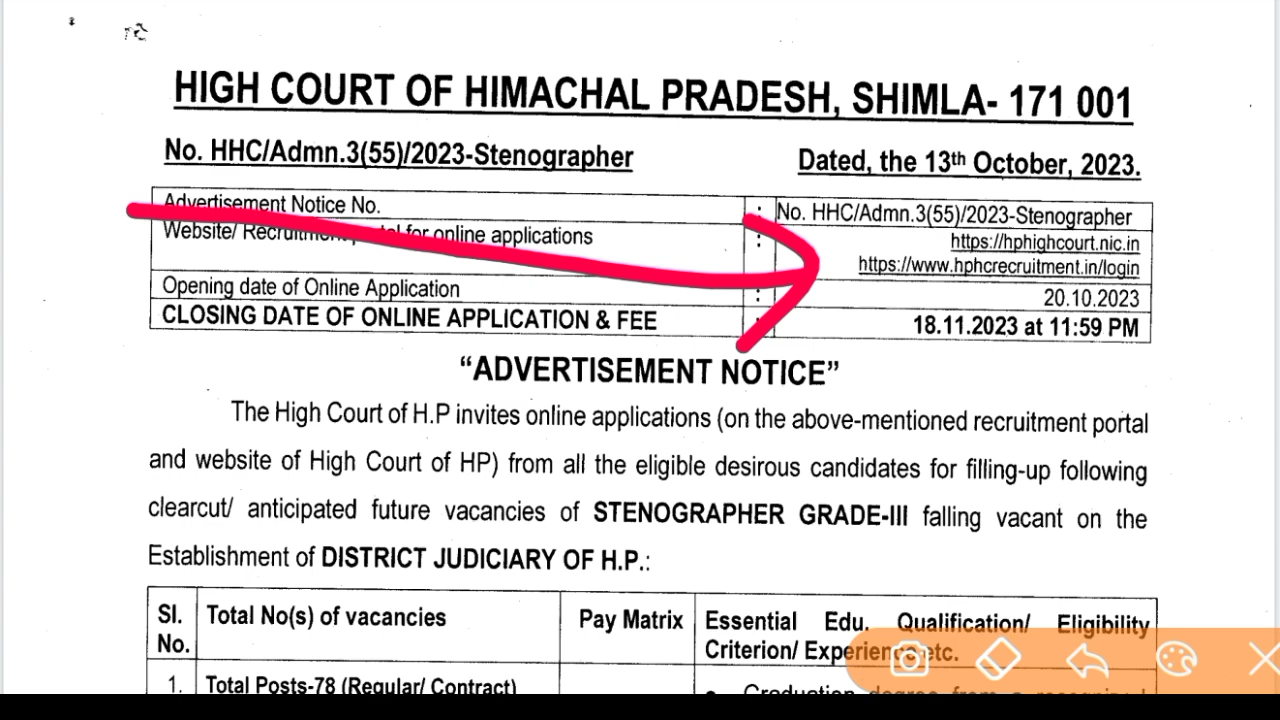 HIGH COURT OF HIMACHAL PRADESH, SHIMLA- 171 001
No. HHC/Admn.3(55)/2023-Stenographer Dated, the 13th October, 2023.
Advertisement Notice No. : No. HHC/Admn.3(55)/2023-Stenographer
Website/ Recruitment for online applications : https://hphighcourt.nic.in
https://www.hphcrecruitment.in/login
Opening date of Online Application : 20.10.2023
CLOSING DATE OF ONLINE APPLICATION & FEE : 18.11.2023 at 11:59 PM
“ADVERTISEMENT NOTICE”
The High Court of H.P invites online applications (on the above-mentioned recruitment portal
and website of High Court of HP) from all the eligible desirous candidates for filling-up following
clearcut/ anticipated future vacancies of STENOGRAPHER GRADE-III falling vacant on the
Establishment of DISTRICT JUDICIARY OF H.P.:
Sl. No. Total No(s) of vacancies Pay Matrix Essential Edu. Qualification/ Eligibility
Criterion/ Experience etc.
1. Total Posts-78 (Regular/ Contract) • Graduation degree from a recognised